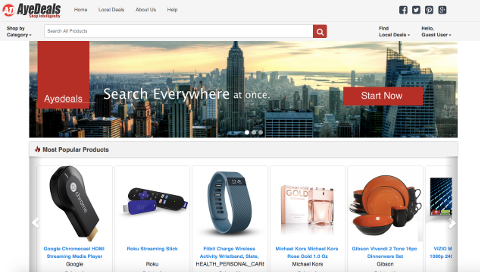 AyeDeals
Shop Intelligently
Home Local Deals About Us Help
Shop by
Category
Search All Products
Find
Local Deals
Hello,
Guest User
Ayedeals
Search Everywhere at once.
Start Now
Most Popular Products
chrome
Google Chromecast HDMI
Streaming Media Player
Google
Roku Streaming Stick
Roku
Fitbit Charge Wireless
Activity Wristband, Slate,
HEALTH_PERSONAL_CARE
Michael Kors Michael Kors
Rose Gold 1.0 Oz
Michael Kors
Gibson Vivendi 2 Tone 16pc
Dinnerware Set
Gibson
VIZIO M
1080p 240